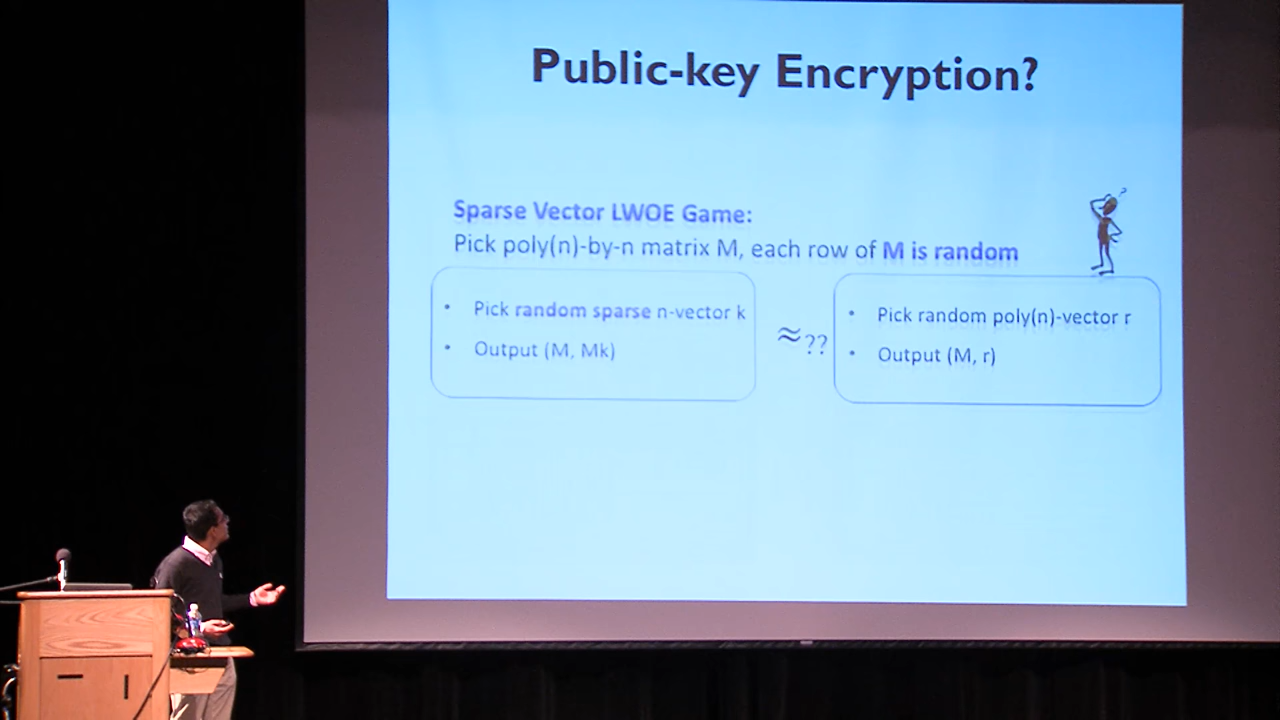 Public-key Encryption?
Sparse Vector LWOE Game:
Pick poly(n)-by-n matrix M, each row of M is random
• Pick random sparse n-vector k
• Output (M, Mk)
≈??
• Pick random poly(n)-vector r
• Output (M, r)